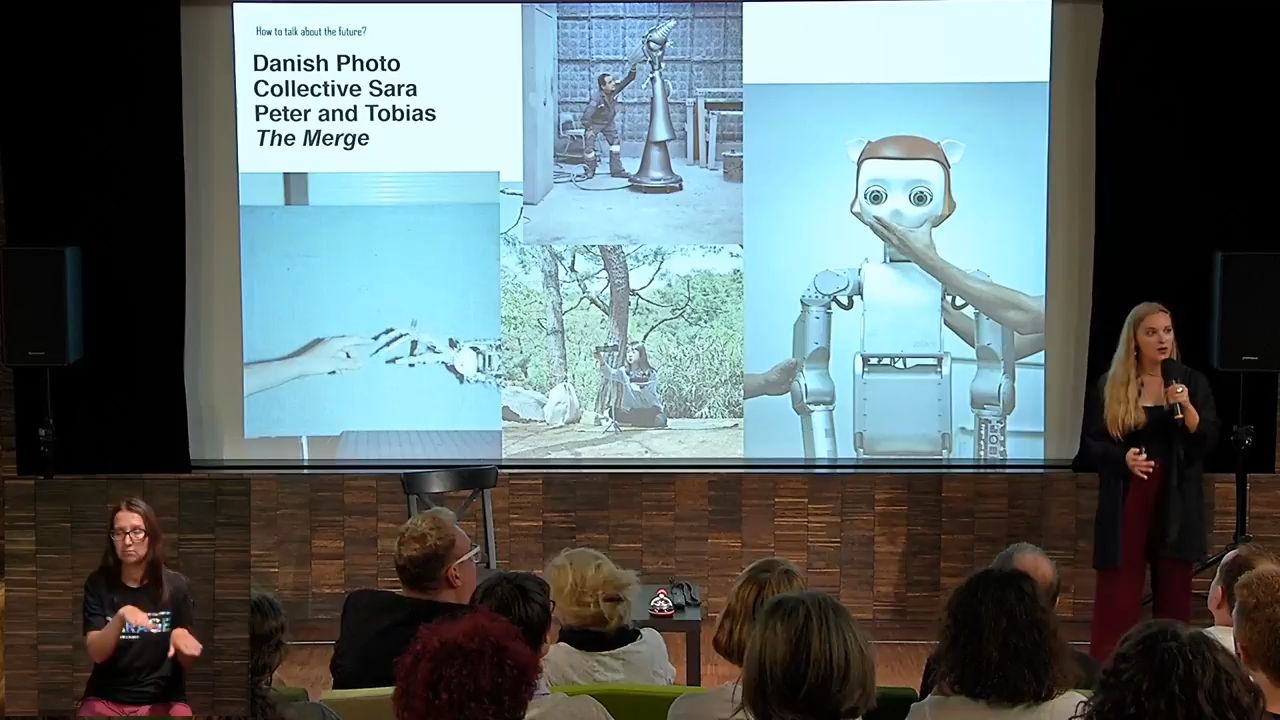 How to talk about the future?
Danish Photo
Collective Sara
Peter and Tobias
The Merge